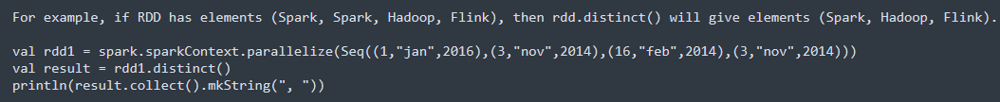 For example, if RDD has elements (Spark, Spark, Hadoop, Flink), then rdd.distinct() will give elements (Spark, Hadoop, Flink).
val rdd1 = spark.sparkContext.parallelize(Seq((1,"jan",2016),(3,"nov",2014),(16,"feb",2014),(3,"nov",2014)))
val result = rdd1.distinct()
println(result.collect().mkString(", "))